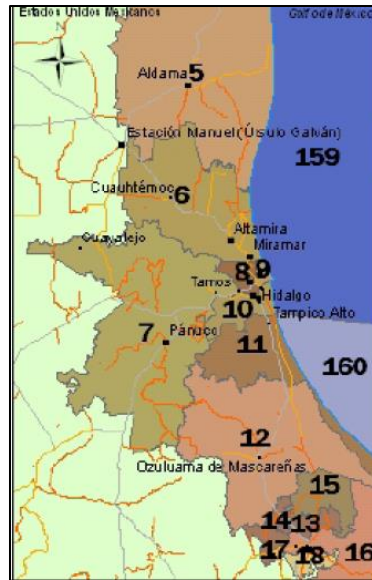 Estados Unidos Mexicanos
Golfo de México
N
Aldama
5
Estación Manuel (Úrsulo Galván)
159
Cuauhtémoc
6
Altamira
Miramar
Guayalejo
8
9
Tamos
Hidalgo
10
Tampico Alto
7
Pánuco
11
160
12
Ozuluama de Mascareñas
15
14
13
17
18
16